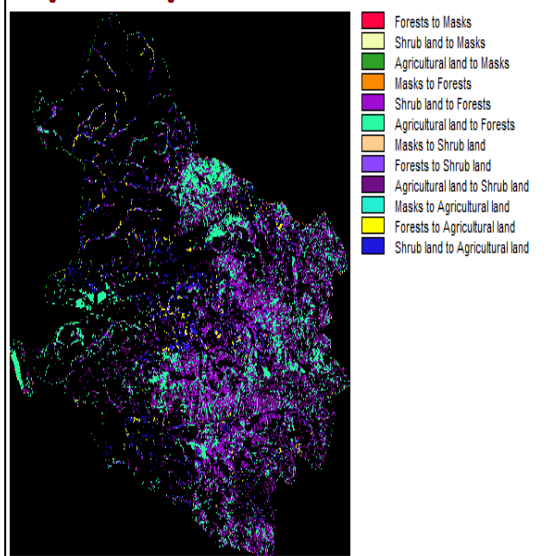 Forests to Masks
Shrub land to Masks
Agricultural land to Masks
Masks to Forests
Shrub land to Forests
Agricultural land to Forests
Masks to Shrub land
Forests to Shrub land
Agricultural land to Shrub land
Masks to Agricultural land
Forests to Agricultural land
Shrub land to Agricultural land